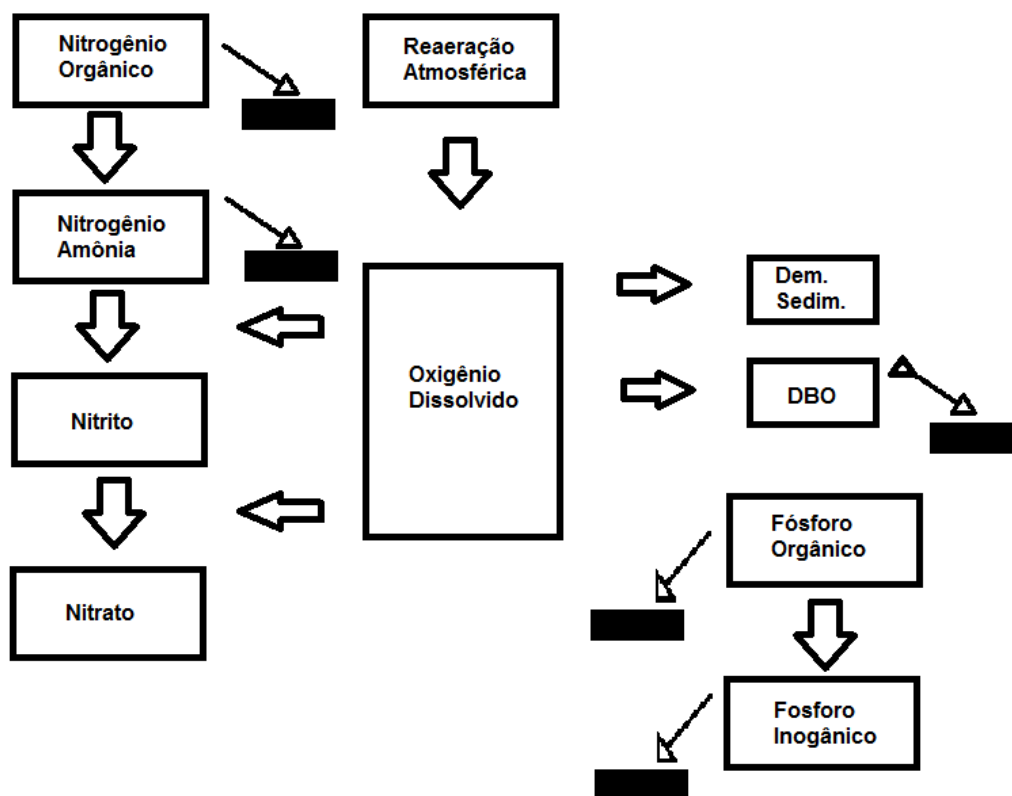 Nitrogênio
Orgânico
Reaeração
Atmosférica
Nitrogênio
Amônia
Oxigênio
Dissolvido
Dem.
Sedim.
DBO
Nitrito
Fósforo
Orgânico
Nitrato
Fosforo
Inogânico